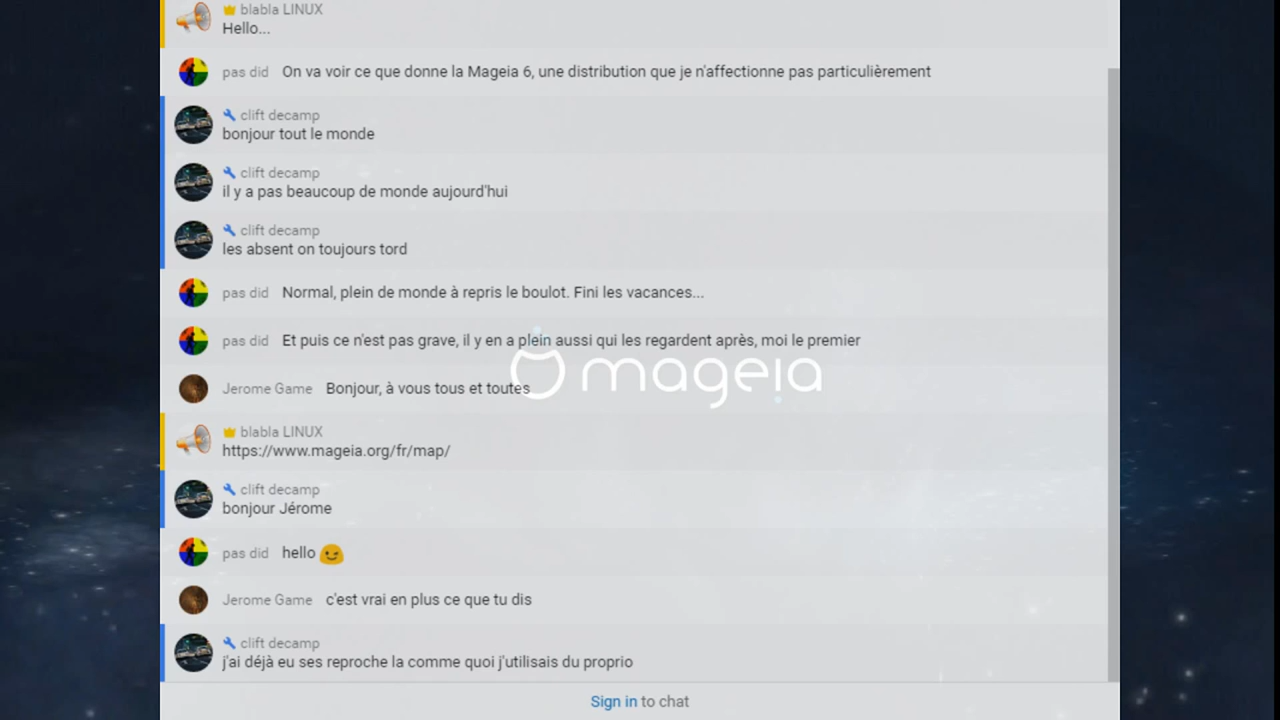 blabla LINUX
Hello...
pas did On va voir ce que donne la Mageia 6, une distribution que je n'affectionne pas particulièrement
clift decamp
bonjour tout le monde
clift decamp
il y a pas beaucoup de monde aujourd'hui
clift decamp
les absent on toujours tord
pas did Normal, plein de monde à repris le boulot. Fini les vacances...
pas did Et puis ce n'est pas grave, il y en a plein aussi qui les regardent après, moi le premier
mageia
Jerome Game Bonjour, à vous tous et toutes
blabla LINUX
https://www.mageia.org/fr/map/
clift decamp
bonjour Jérome
pas did hello 😉
Jerome Game c'est vrai en plus ce que tu dis
clift decamp
j'ai déjà eu ses reproche la comme quoi j'utilisais du proprio
Sign in to chat